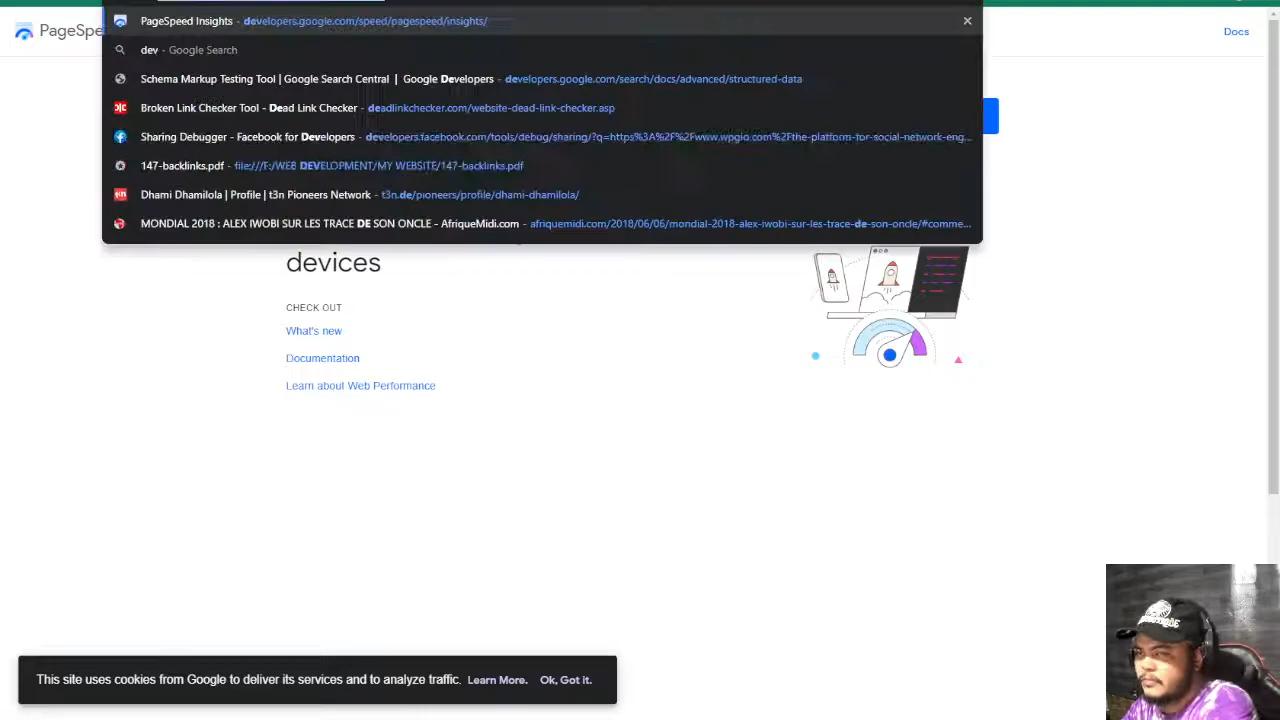 PageSpe
PageSpeed Insights - developers.google.com/speed/pagespeed/insights/
Docs
dev - Google Search
Schema Markup Testing Tool | Google Search Central | Google Developers - developers.google.com/search/docs/advanced/structured-data
Broken Link Checker Tool - Dead Link Checker - deadlinkchecker.com/website-dead-link-checker.asp
Sharing Debugger - Facebook for Developers - developers.facebook.com/tools/debug/sharing/?q=https%3A%2F%2Fwww.wpgio.com%2Fthe-platform-for-social-network-eng...
147-backlinks.pdf - file:///F:/WEB DEVELOPMENT/MY WEBSITE/147-backlinks.pdf
Dhami Dhamilola | Profile | t3n Pioneers Network - t3n.de/pioneers/profile/dhami-dhamilola/
MONDIAL 2018 : ALEX IWOBI SUR LES TRACE DE SON ONCLE - AfriqueMidi.com - afriquemidi.com/2018/06/06/mondial-2018-alex-iwobi-sur-les-trace-de-son-oncle/#comme...
devices
CHECK OUT
What's new
Documentation
Learn about Web Performance
This site uses cookies from Google to deliver its services and to analyze traffic. Learn More. Ok, Got it.